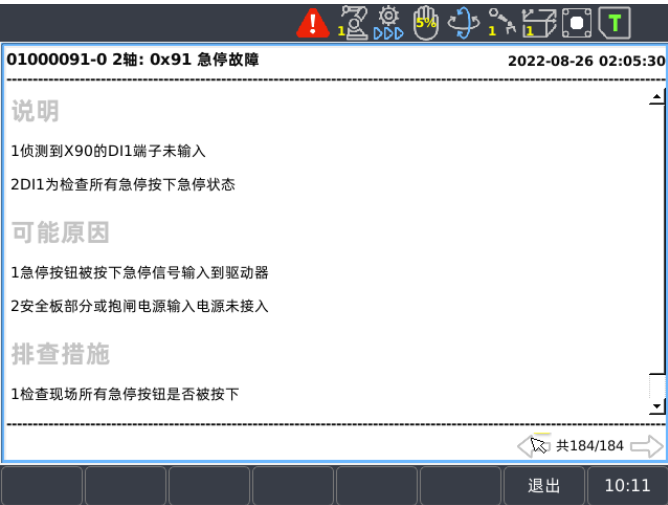 1
DDD
5%
1
1
T
01000091-0 2轴: 0x91 急停故障
2022-08-26 02:05:30
说明
1侦测到X90的DI1端子未输入
2DI1为检查所有急停按下急停状态
可能原因
1急停按钮被按下急停信号输入到驱动器
2安全板部分或抱闸电源输入电源未接入
排查措施
1检查现场所有急停按钮是否被按下
共184/184
退出
10:11